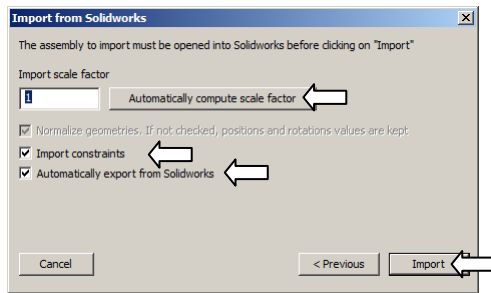 Import from Solidworks
The assembly to import must be opened into Solidworks before clicking on "Import"
Import scale factor
1
Automatically compute scale factor
Normalize geometries. If not checked, positions and rotations values are kept
Import constraints
Automatically export from Solidworks
Cancel
< Previous
Import